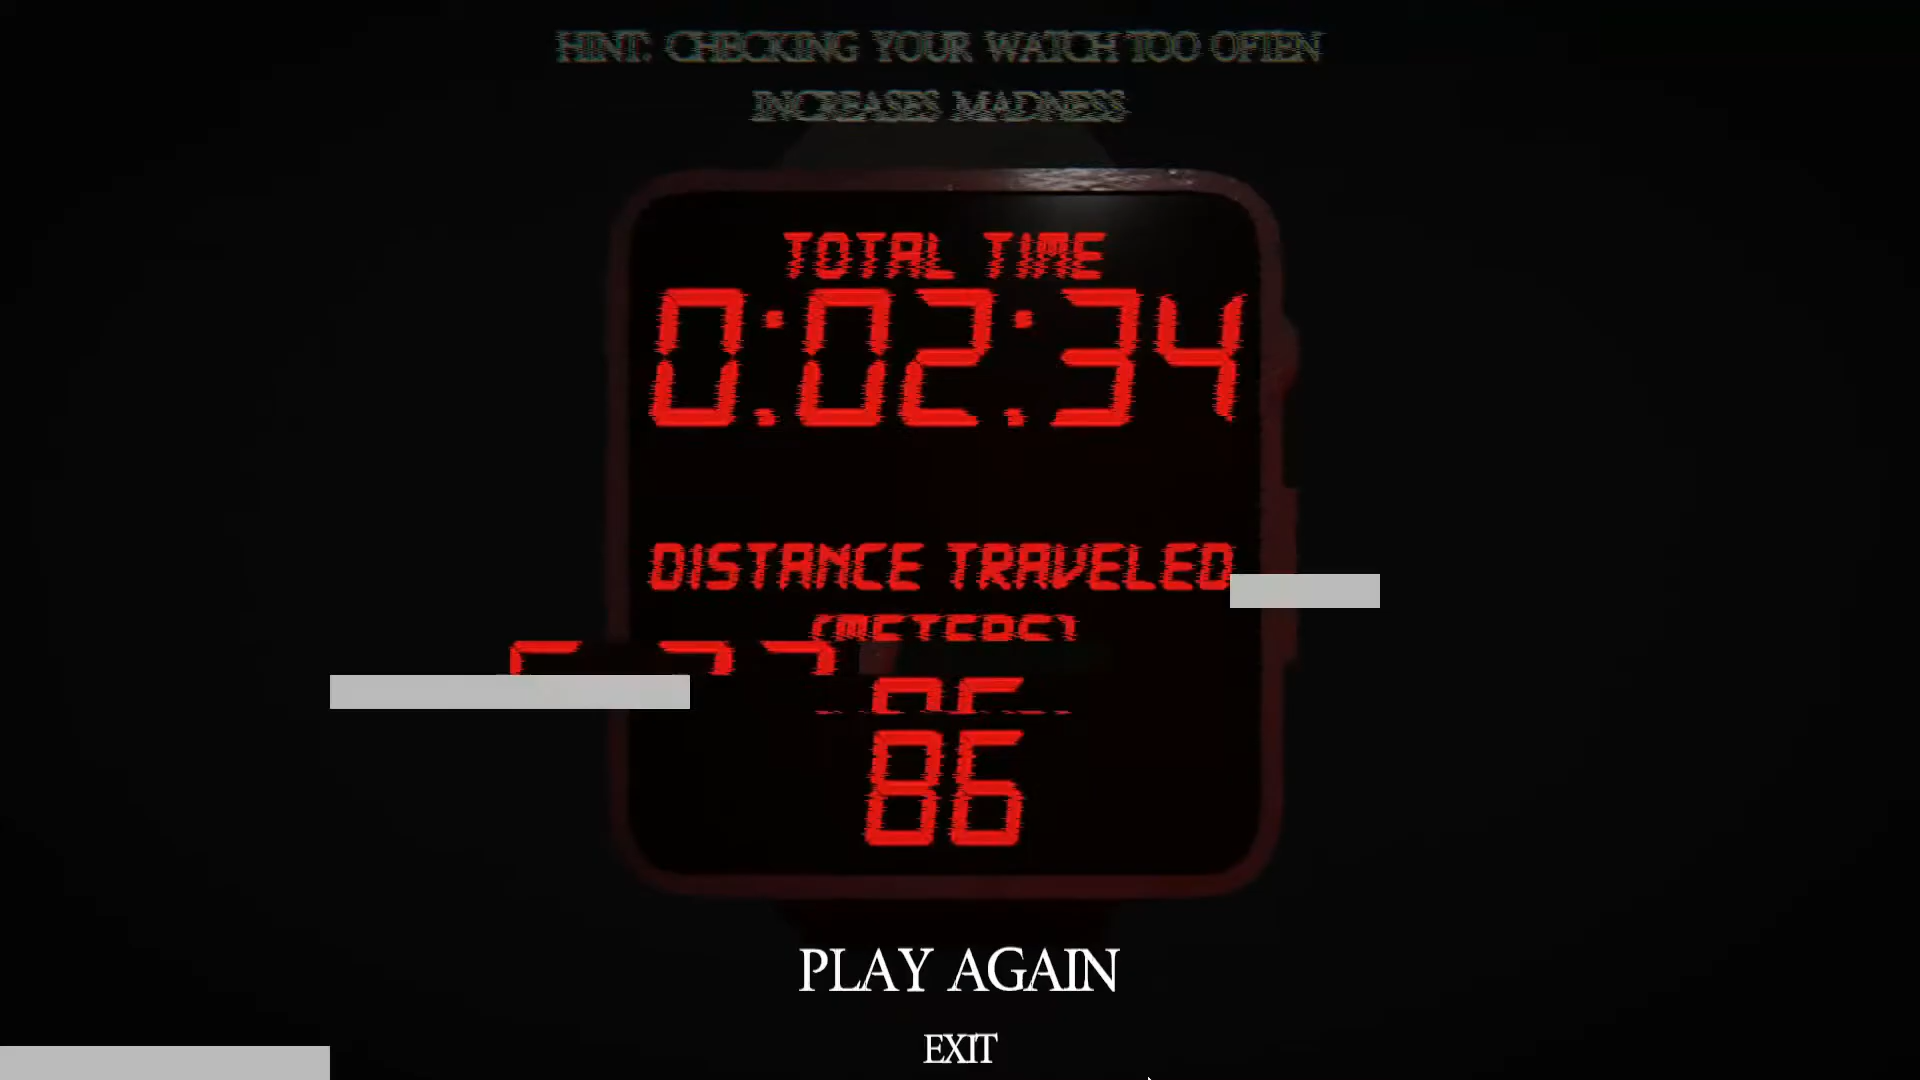 HINT: CHECKING YOUR WATCH TOO OFTEN
INCREASES MADNESS
TOTAL TIME
0:02:34
DISTANCE TRAVELED
(METERS)
86
PLAY AGAIN
EXIT